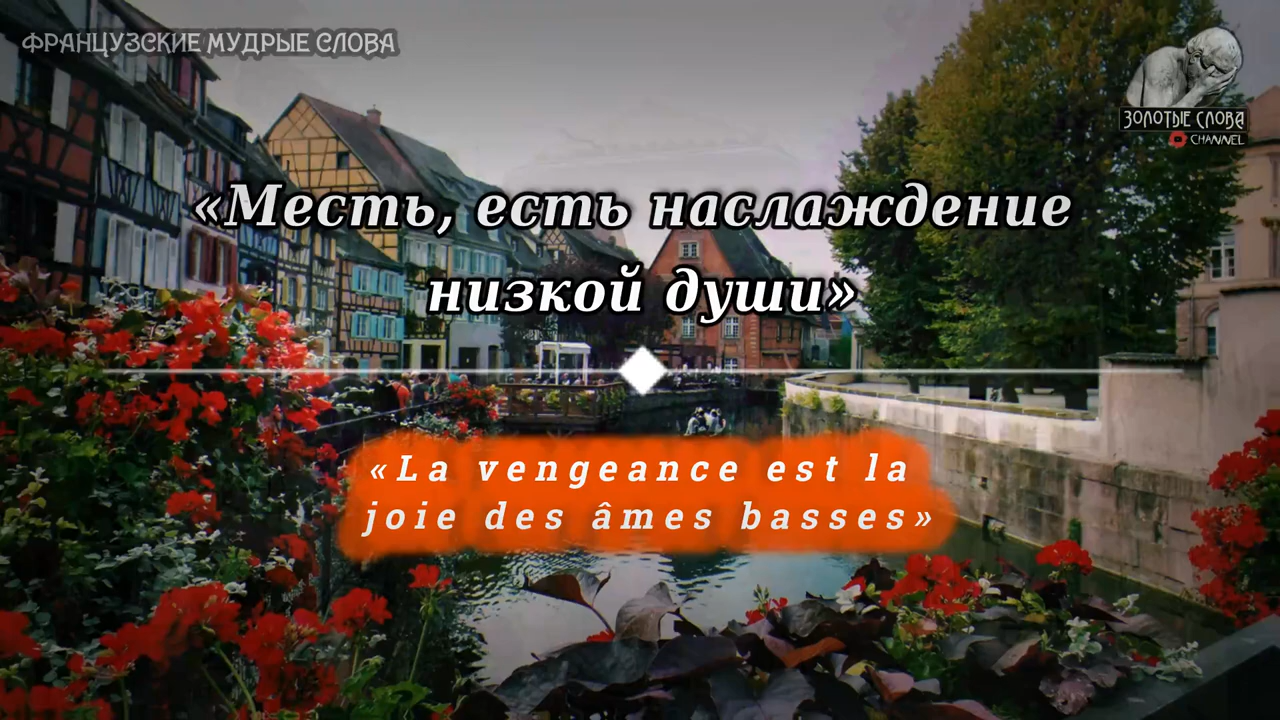 ФРАНЦУЗСКИЕ МУДРЫЕ СЛОВА
ЗОЛОТЫЕ СЛОВА
CHANNEL
«Месть, есть наслаждение
низкой души»
«La vengeance est la
joie des âmes basses»